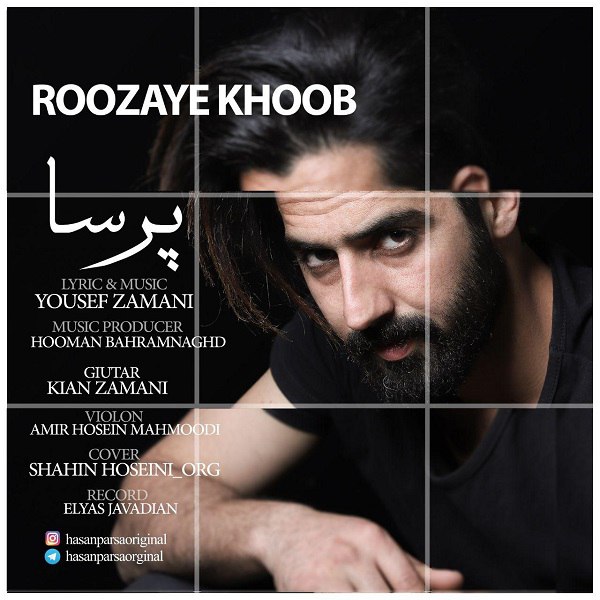 ROOZAYE KHOOB
پرسا
LYRIC & MUSIC
YOUSEF ZAMANI
MUSIC PRODUCER
HOOMAN BAHRAMNAGHD
GIUTAR
KIAN ZAMANI
VIOLON
AMIR HOSEIN MAHMOODI
COVER
SHAHIN HOSEINI_ORG
RECORD
ELYAS JAVADIAN
hasanparsaoriginal
hasanparsaorginal